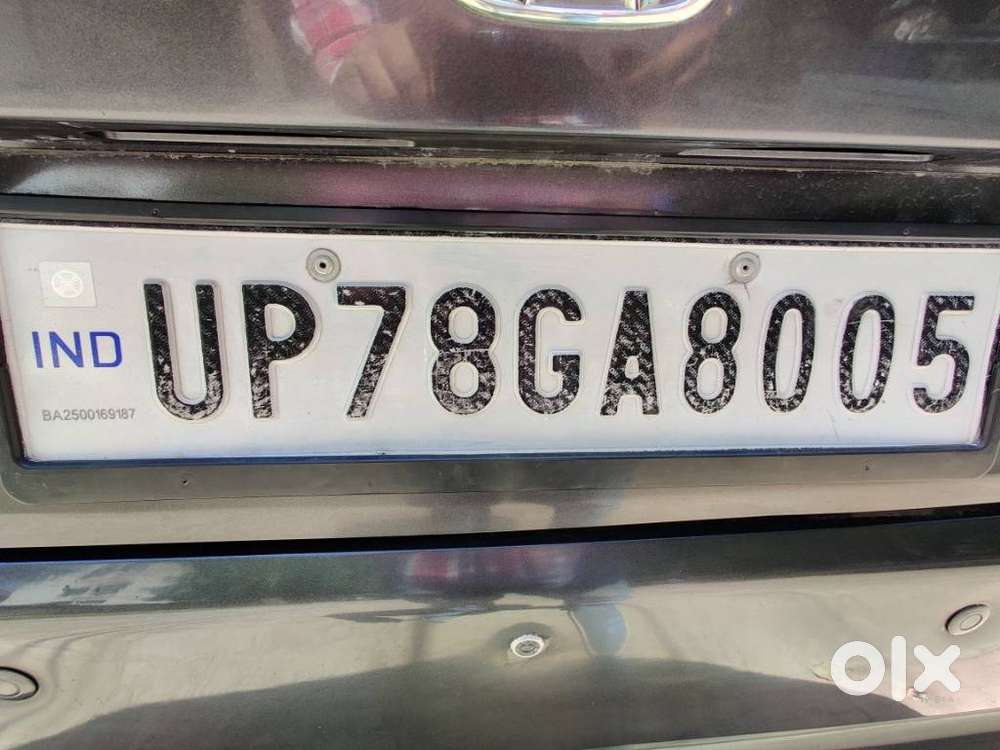 UP78GA8005
IND
BA2500169187
olx